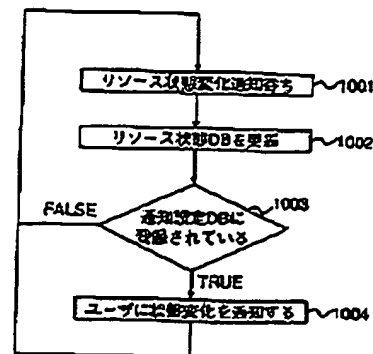 リソース状態変化通知待ち
1001
リソース状態DBを更新
1002
通知設定DBに
登録されている
1003
FALSE
TRUE
ユーザに状態変化を通知する
1004